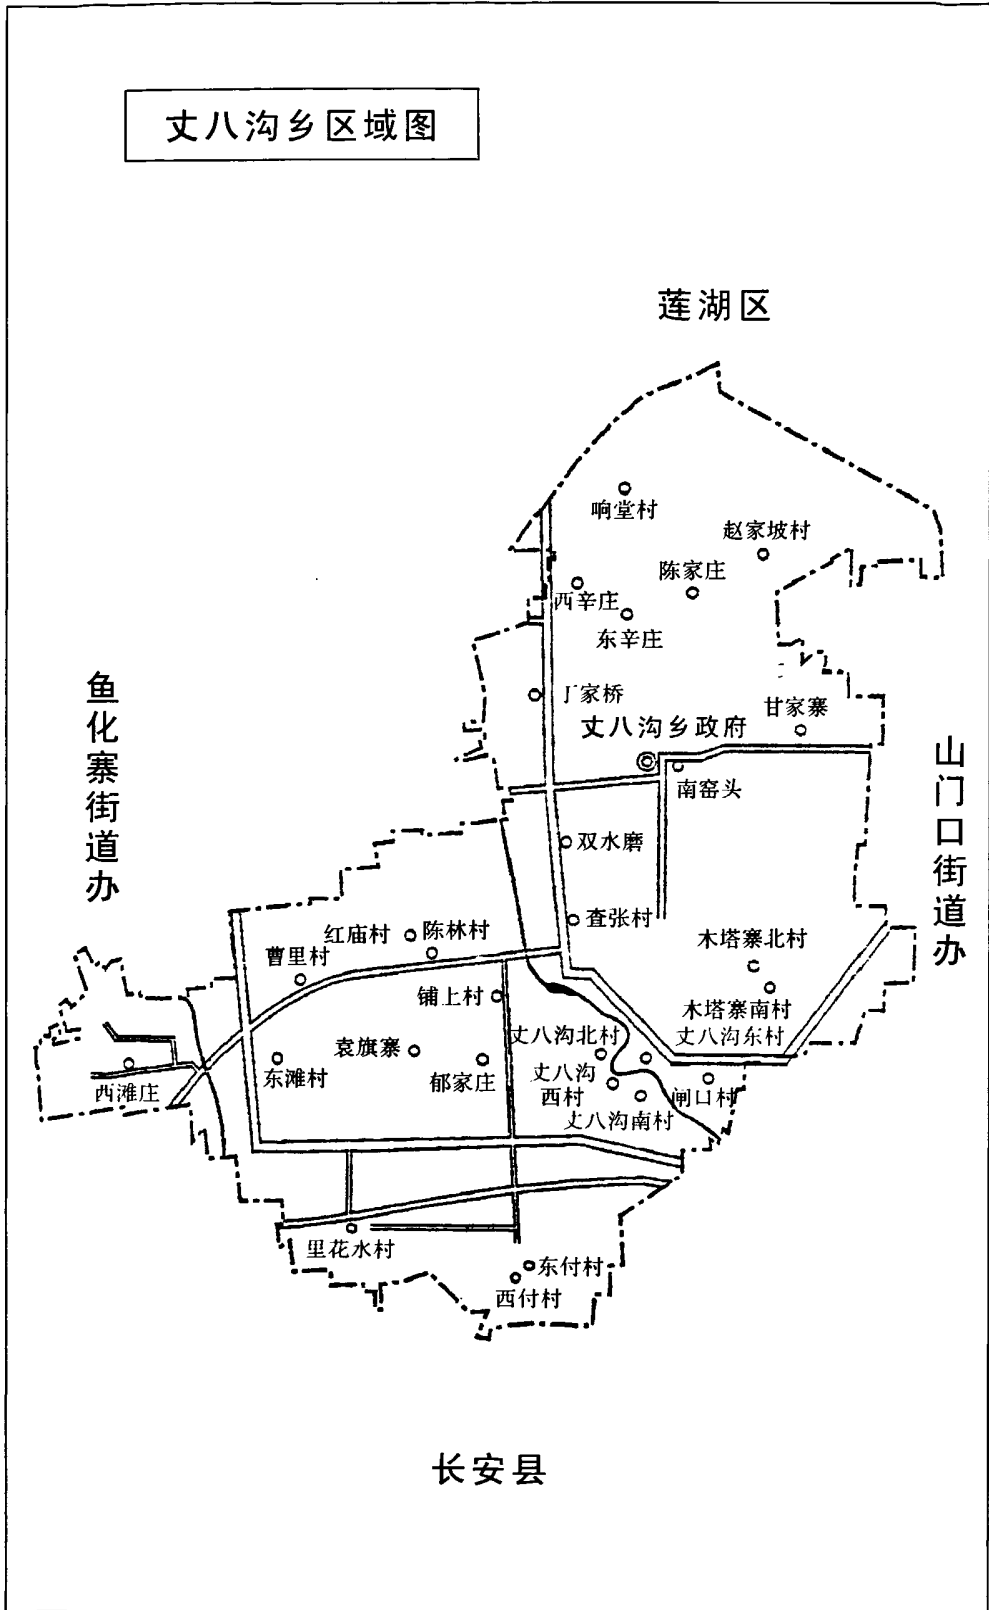 丈八沟乡区域图
莲湖区
响堂村
赵家坡村
陈家庄
西辛庄
东辛庄
丁家桥
甘家寨
丈八沟乡政府
鱼化寨街道办
山门口街道办
南窑头
双水磨
查张村
红庙村
陈林村
木塔寨北村
曹里村
铺上村
木塔寨南村
丈八沟北村
丈八沟东村
袁旗寨
东滩村
郁家庄
丈八沟
西村
西滩庄
闸口村
丈八沟南村
里花水村
东付村
西付村
长安县